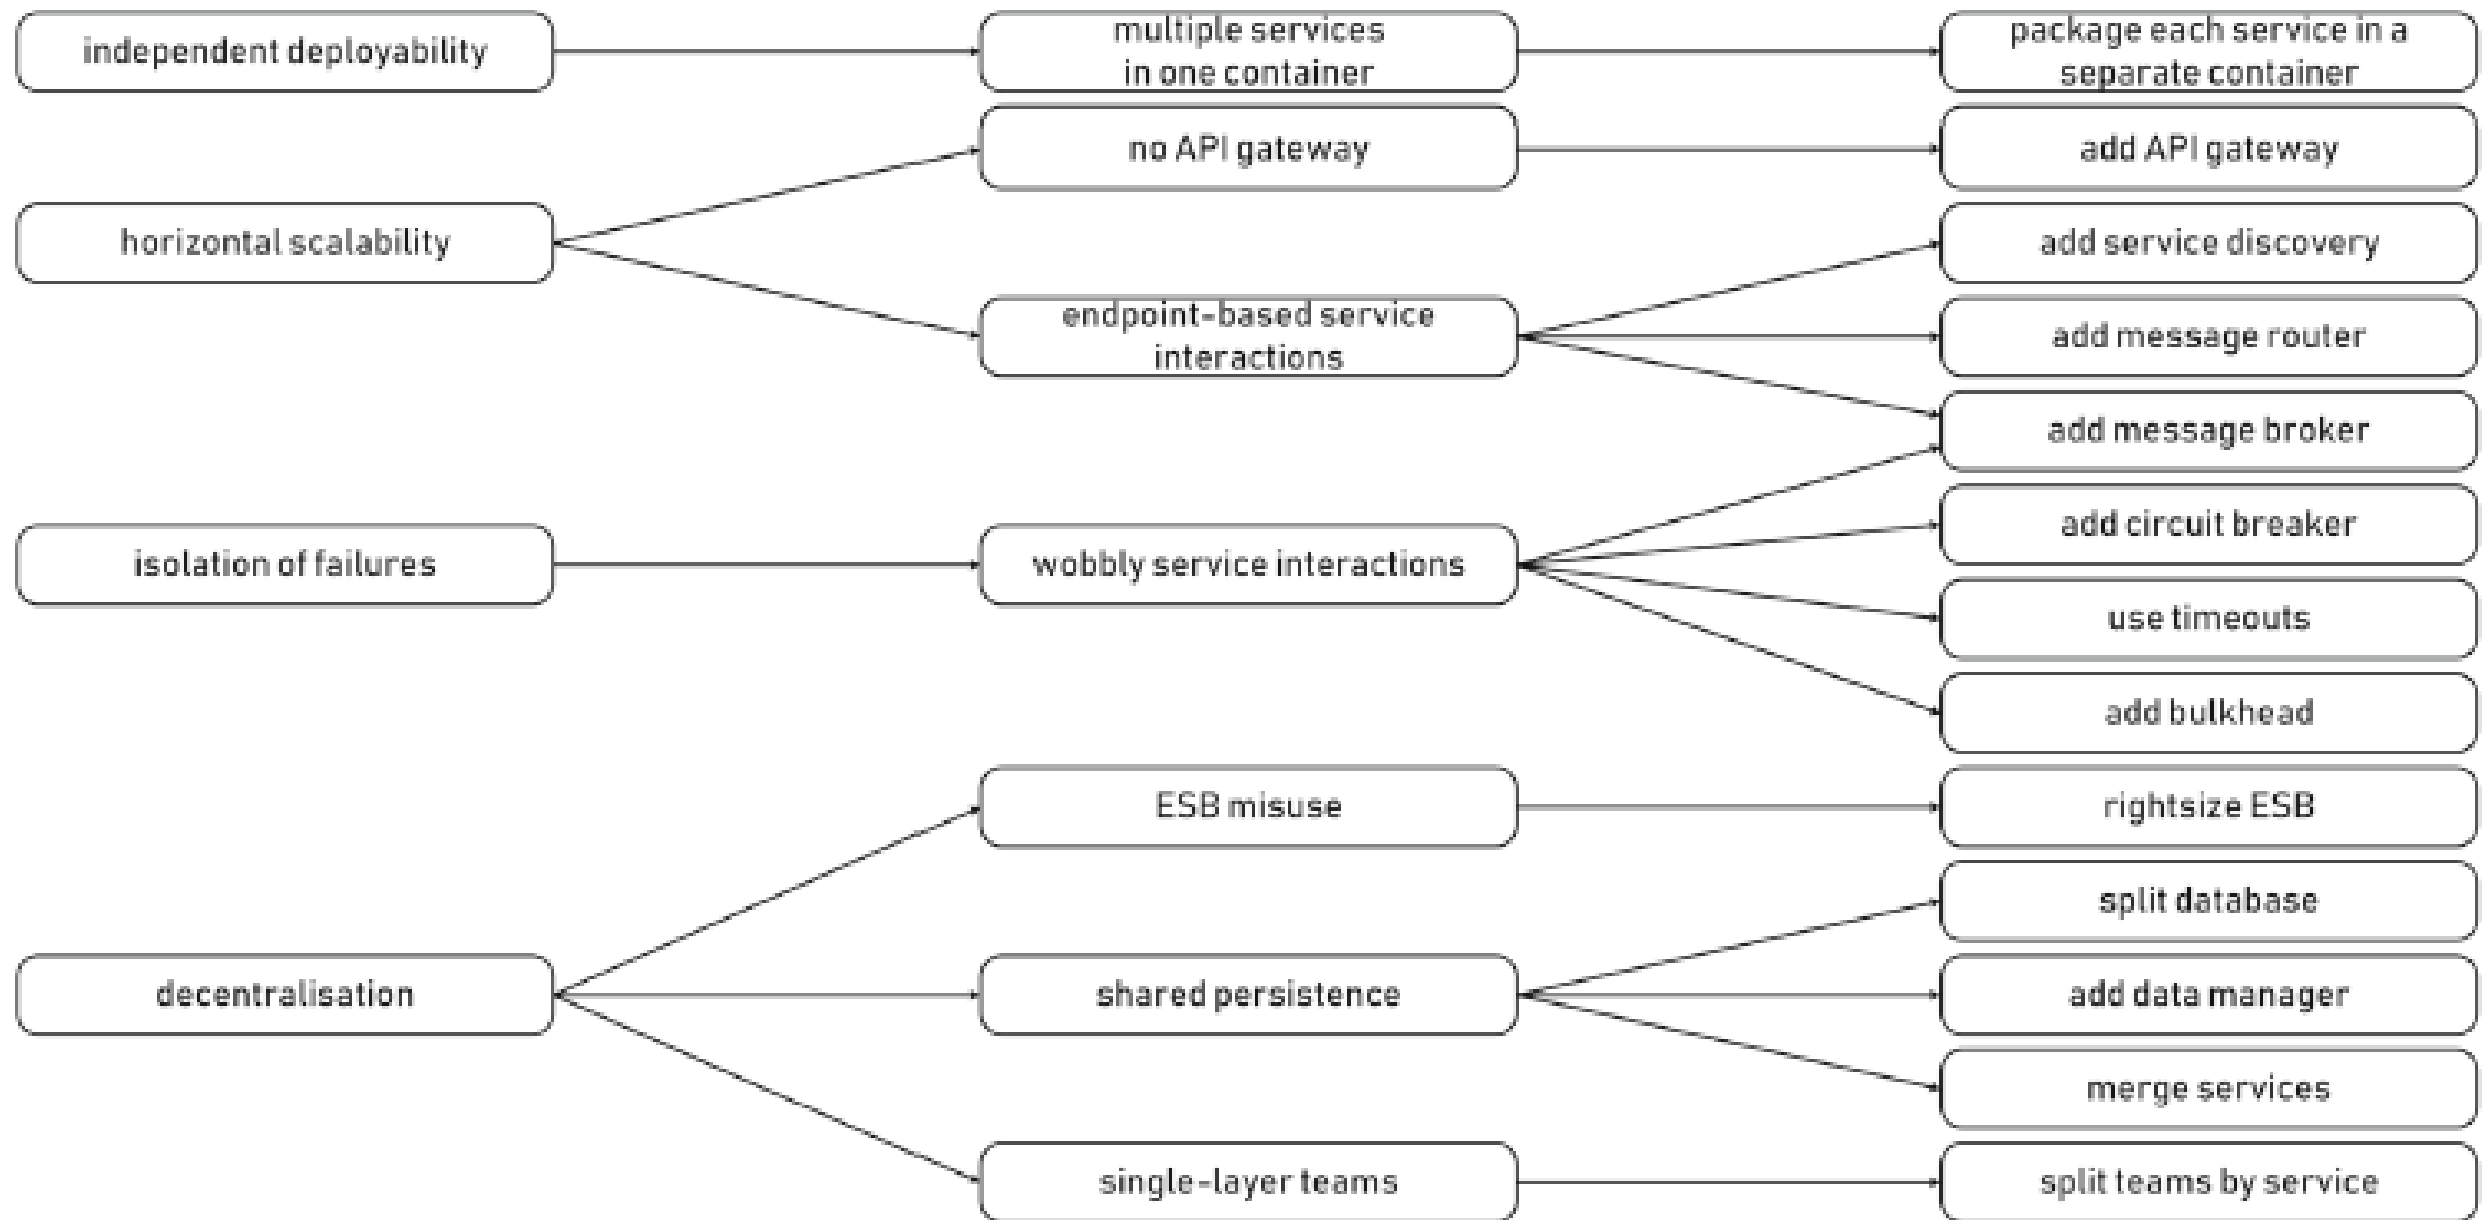 independent deployability
multiple services
in one container
package each service in a
separate container
no API gateway
add API gateway
horizontal scalability
add service discovery
endpoint-based service
interactions
add message router
add message broker
add circuit breaker
isolation of failures
wobbly service interactions
use timeouts
add bulkhead
ESB misuse
rightsize ESB
split database
decentralisation
shared persistence
add data manager
merge services
single-layer teams
split teams by service